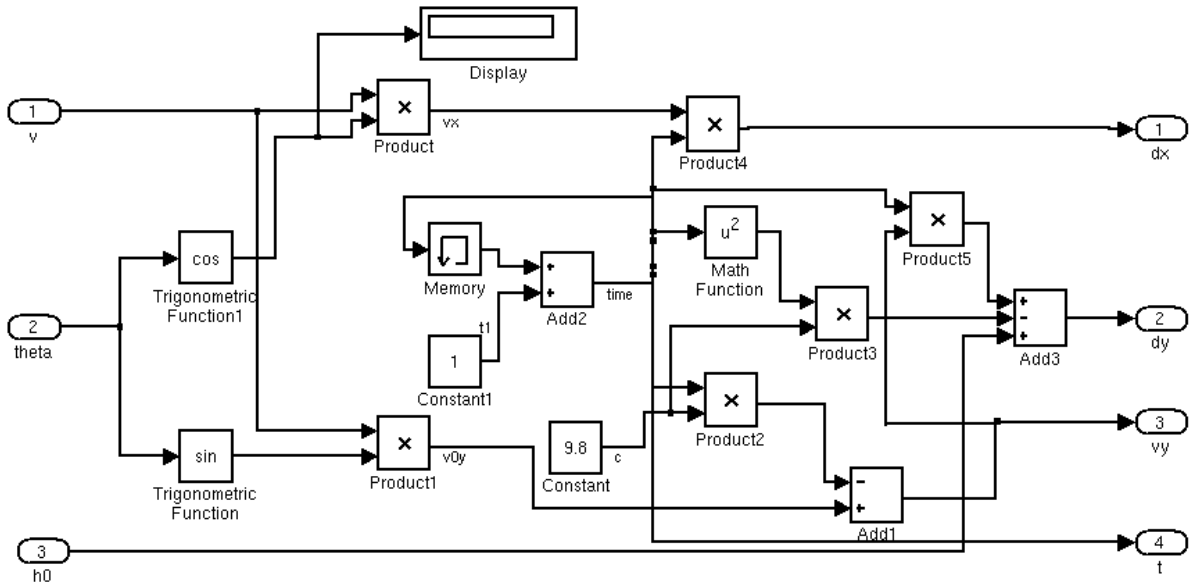 Display
1
v
×
Product
vx
×
Product4
1
dx
cos
Trigonometric
Function1
Memory
+
+
Add2
time
u²
Math
Function
×
Product5
2
theta
t1
1
Constant1
×
Product3
+
−
+
Add3
2
dy
sin
Trigonometric
Function
×
Product1
v0y
9.8
Constant
c
×
Product2
3
vy
−
+
Add1
3
h0
4
t